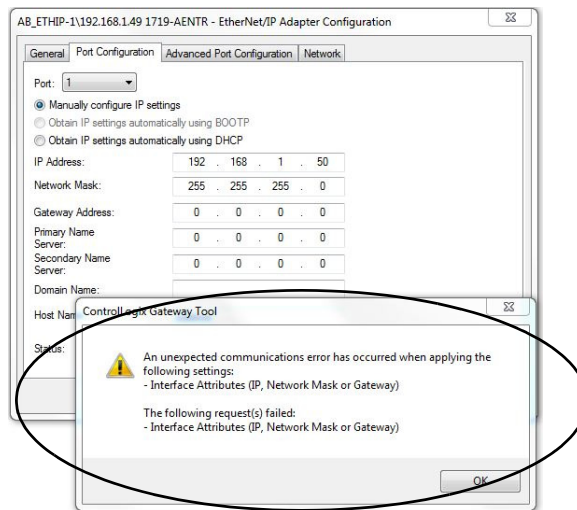 AB_ETHIP-1\192.168.1.49 1719-AENTR - EtherNet/IP Adapter Configuration
General Port Configuration Advanced Port Configuration Network
Port: 1
Manually configure IP settings
Obtain IP settings automatically using BOOTP
Obtain IP settings automatically using DHCP
IP Address: 192 . 168 . 1 . 50
Network Mask: 255 . 255 . 255 . 0
Gateway Address: 0 . 0 . 0 . 0
Primary Name
Server: 0 . 0 . 0 . 0
Secondary Name
Server: 0 . 0 . 0 . 0
Domain Name:
Host Nam
Status:
ControlLogix Gateway Tool
An unexpected communications error has occurred when applying the
following settings:
- Interface Attributes (IP, Network Mask or Gateway)
The following request(s) failed:
- Interface Attributes (IP, Network Mask or Gateway)
OK